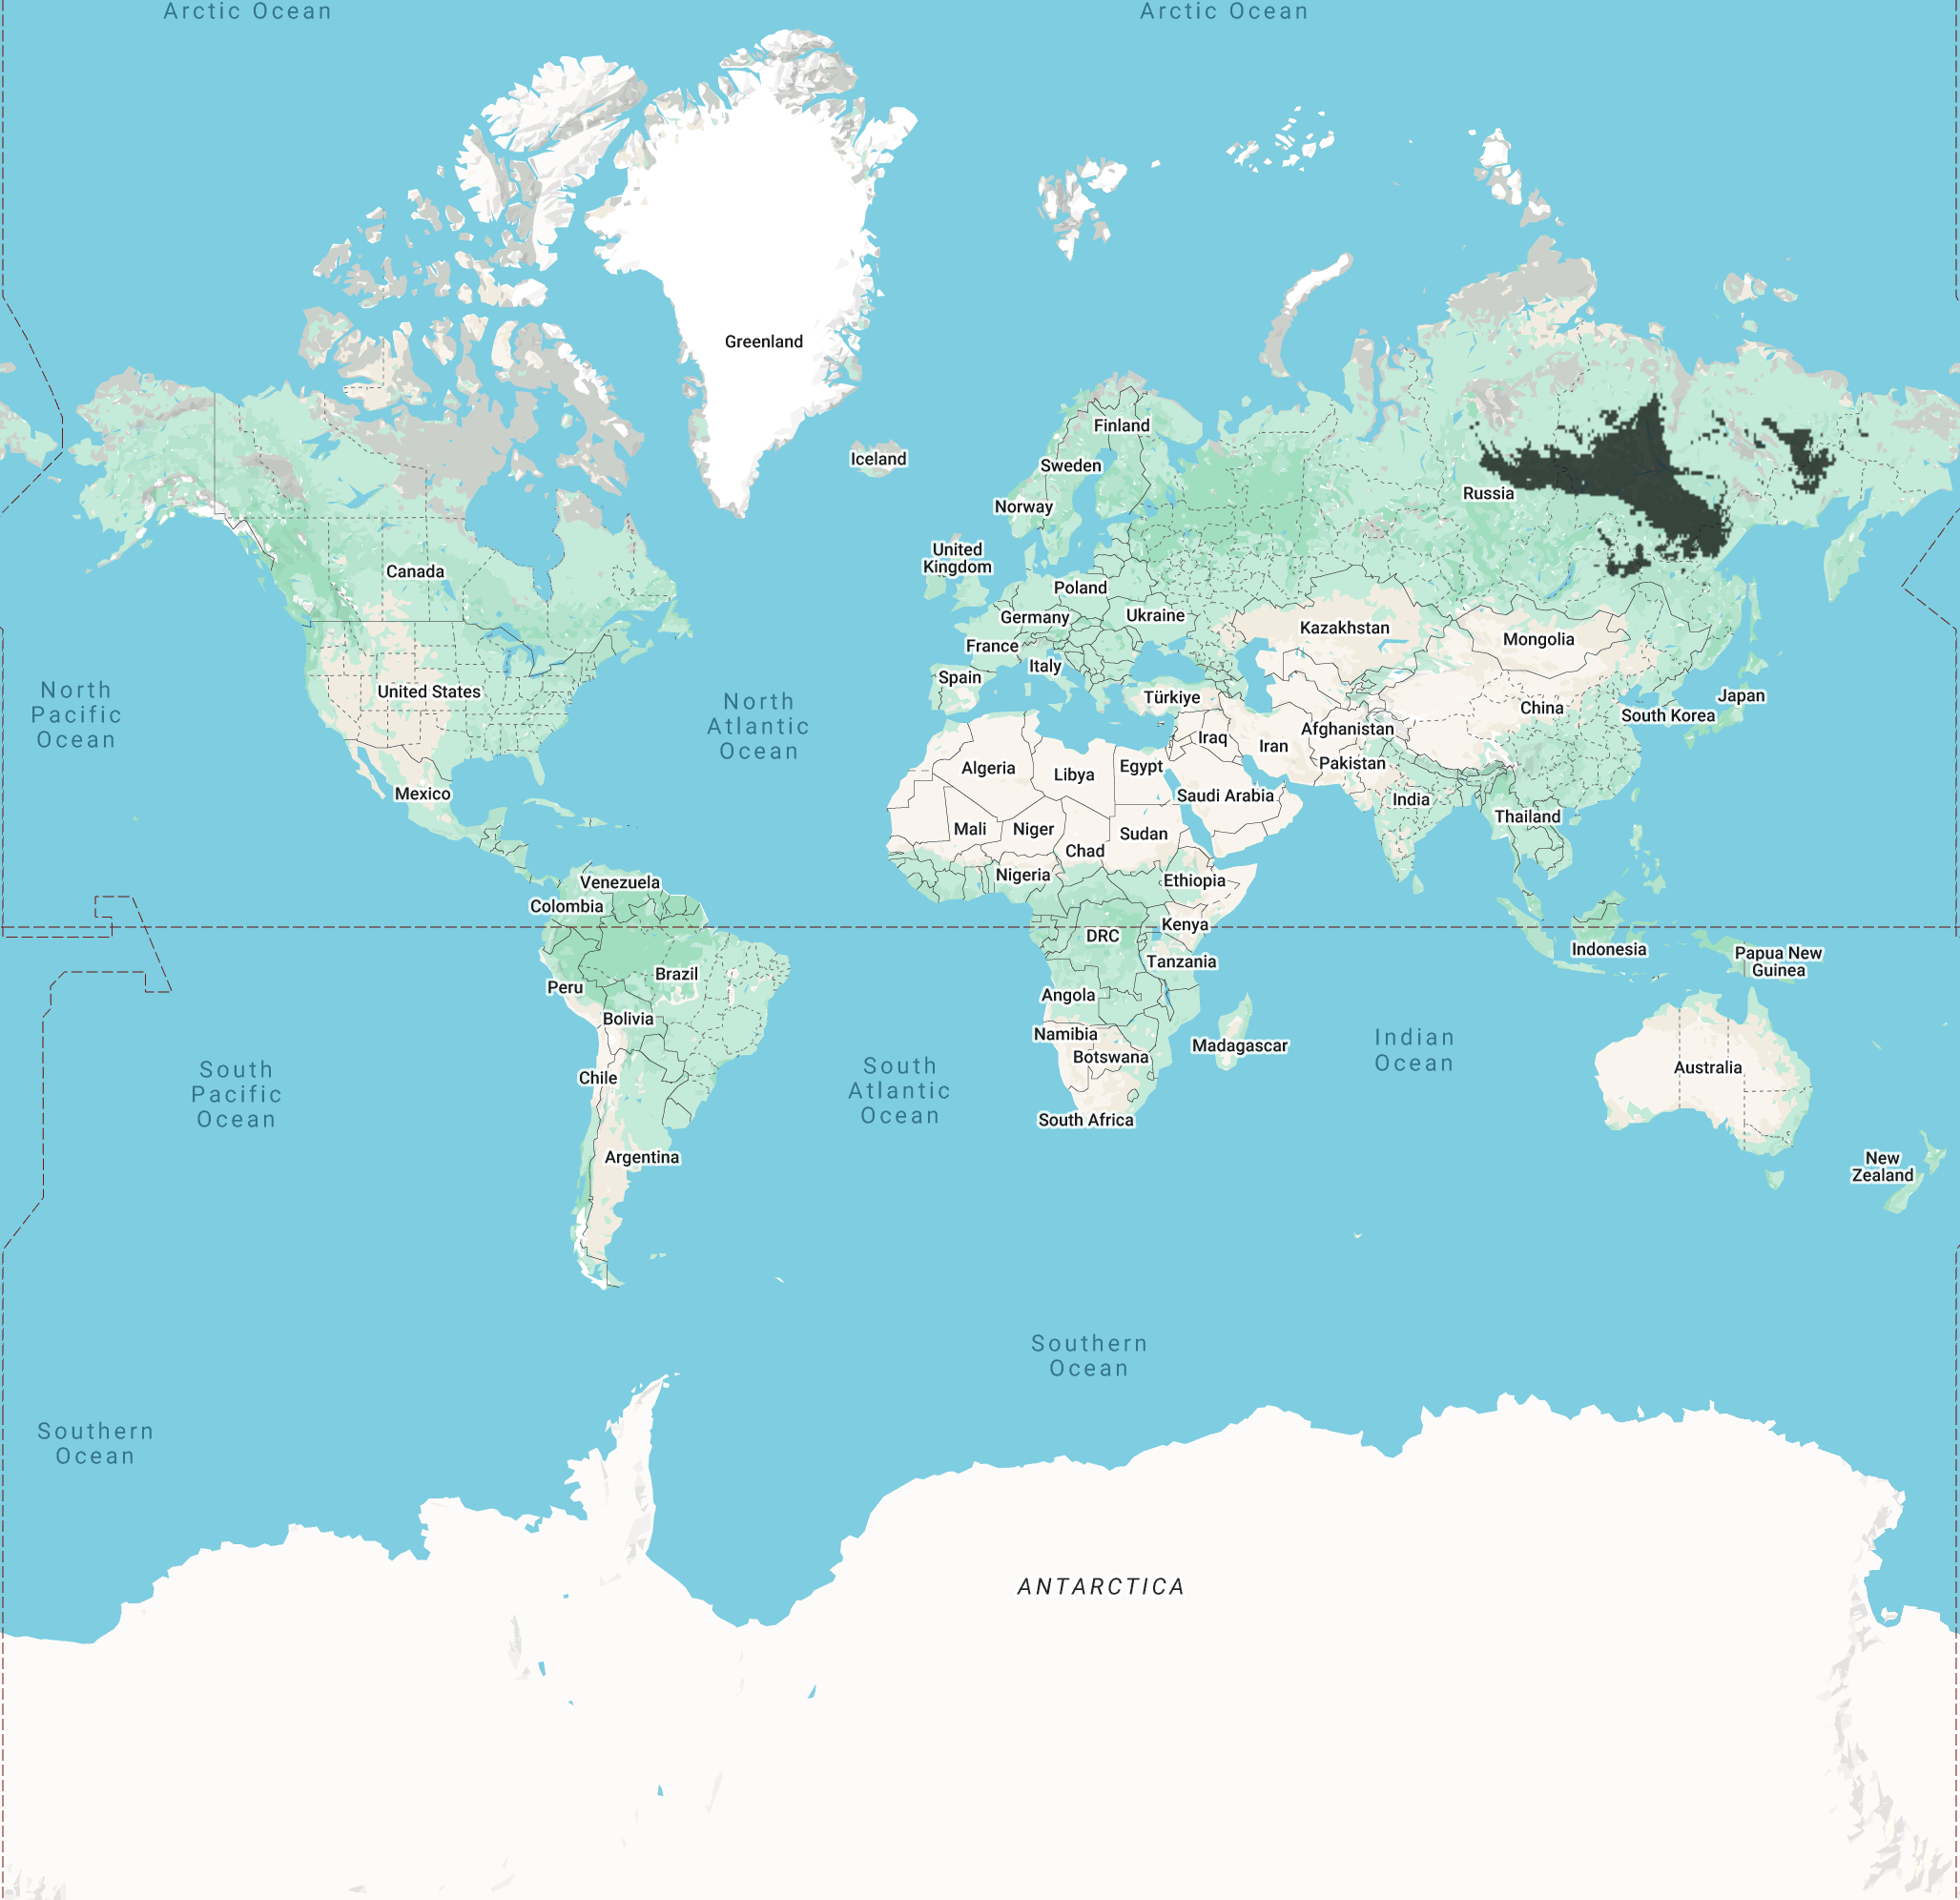 Arctic Ocean
Arctic Ocean
Greenland
Finland
Iceland
Sweden
Norway
Russia
United
Kingdom
Canada
Poland
Germany
Ukraine
Kazakhstan
Mongolia
France
Italy
Spain
United States
Türkiye
North
Pacific
Ocean
North
Atlantic
Ocean
China
Japan
South Korea
Afghanistan
Iraq
Iran
Pakistan
Algeria
Libya
Egypt
Saudi Arabia
India
Mexico
Thailand
Mali
Niger
Sudan
Chad
Nigeria
Ethiopia
Venezuela
Colombia
Kenya
DRC
Indonesia
Papua New
Guinea
Tanzania
Brazil
Peru
Angola
Bolivia
Namibia
Madagascar
Botswana
Indian
Ocean
Australia
Chile
South
Pacific
Ocean
South
Atlantic
Ocean
South Africa
Argentina
New
Zealand
Southern
Ocean
Southern
Ocean
ANTARCTICA